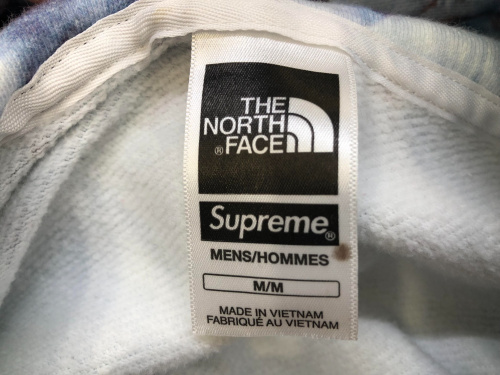 THE
NORTH
® FACE
Supreme®
MENS/HOMMES
M/M
MADE IN VIETNAM
FABRIQUÉ AU VIETNAM